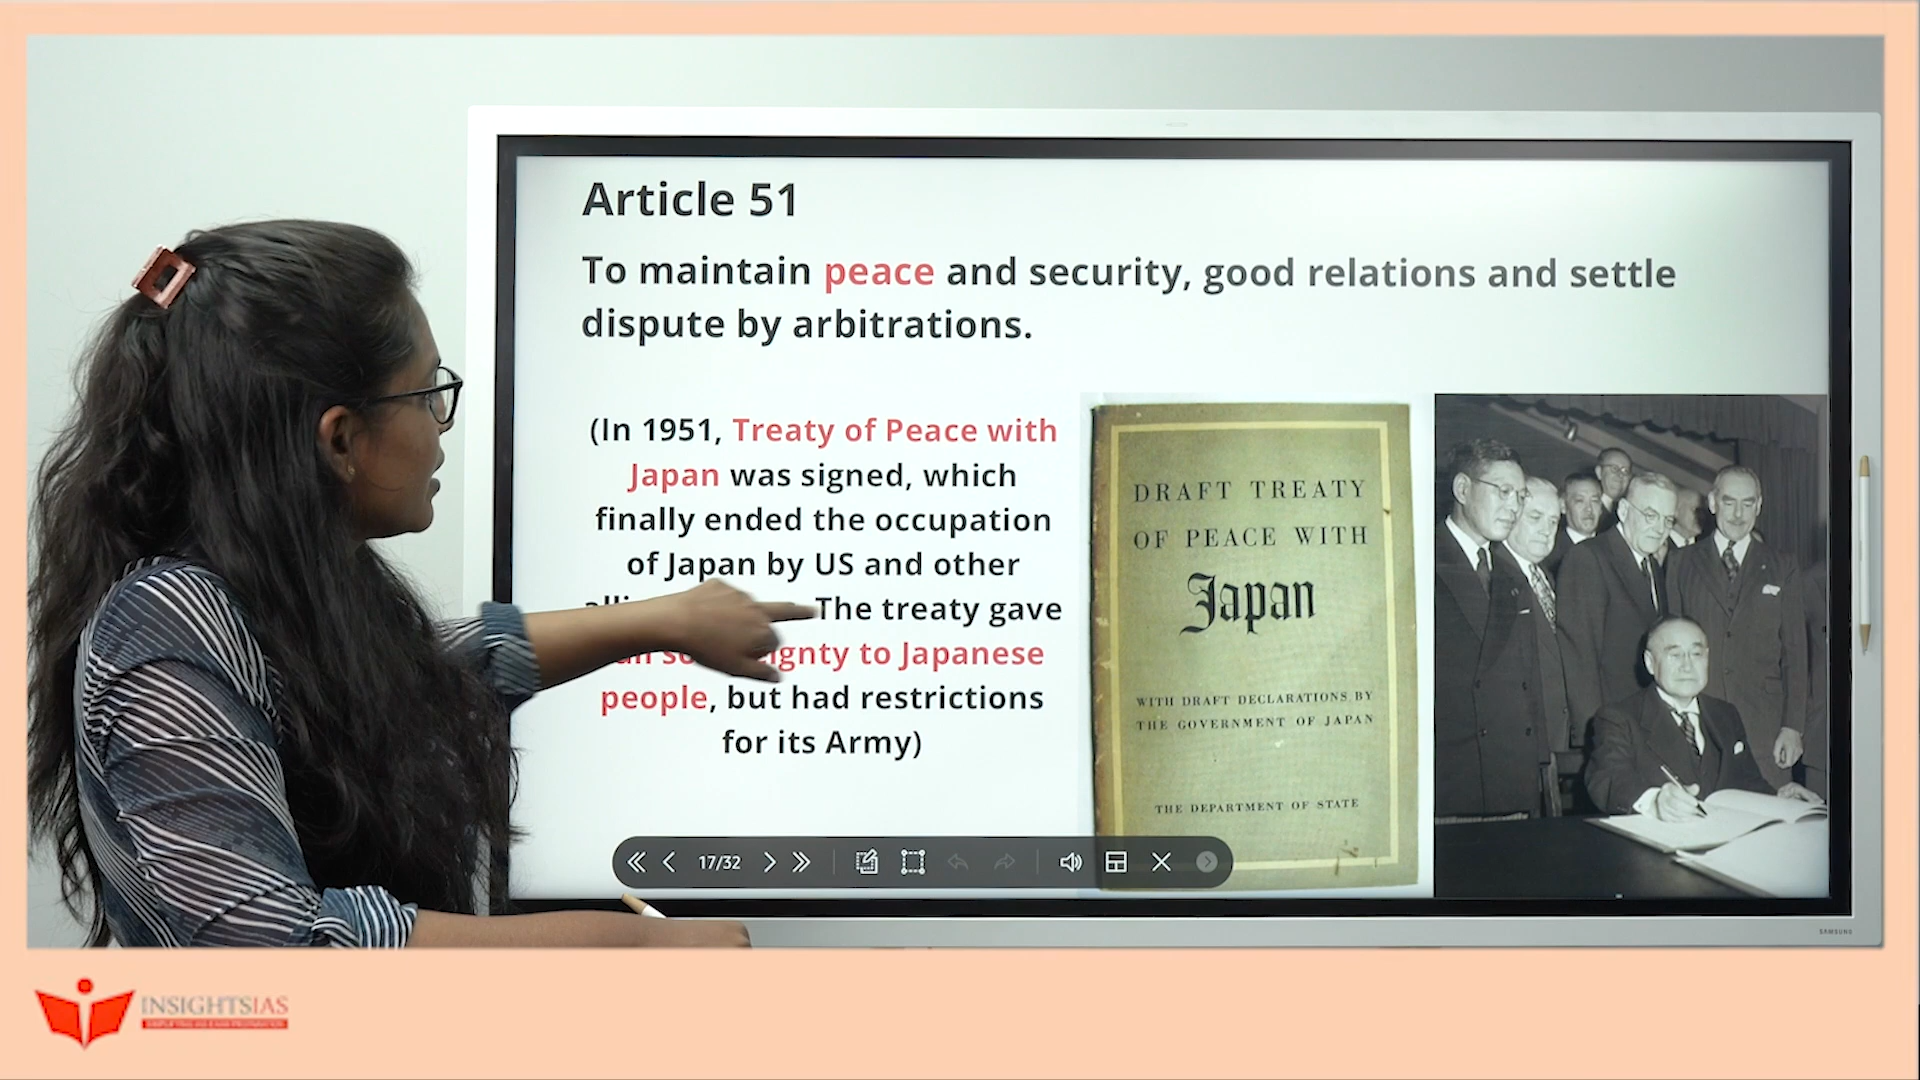 Article 51
To maintain peace and security, good relations and settle
dispute by arbitrations.
(In 1951, Treaty of Peace with
Japan was signed, which
finally ended the occupation
of Japan by US and other
The treaty gave
to Japanese
people, but had restrictions
for its Army)
DRAFT TREATY
OF PEACE WITH
Japan
WITH DRAFT DECLARATIONS BY
THE GOVERNMENT OF JAPAN
THE DEPARTMENT OF STATE
17/32
SAMSUNG
INSIGHTSIAS